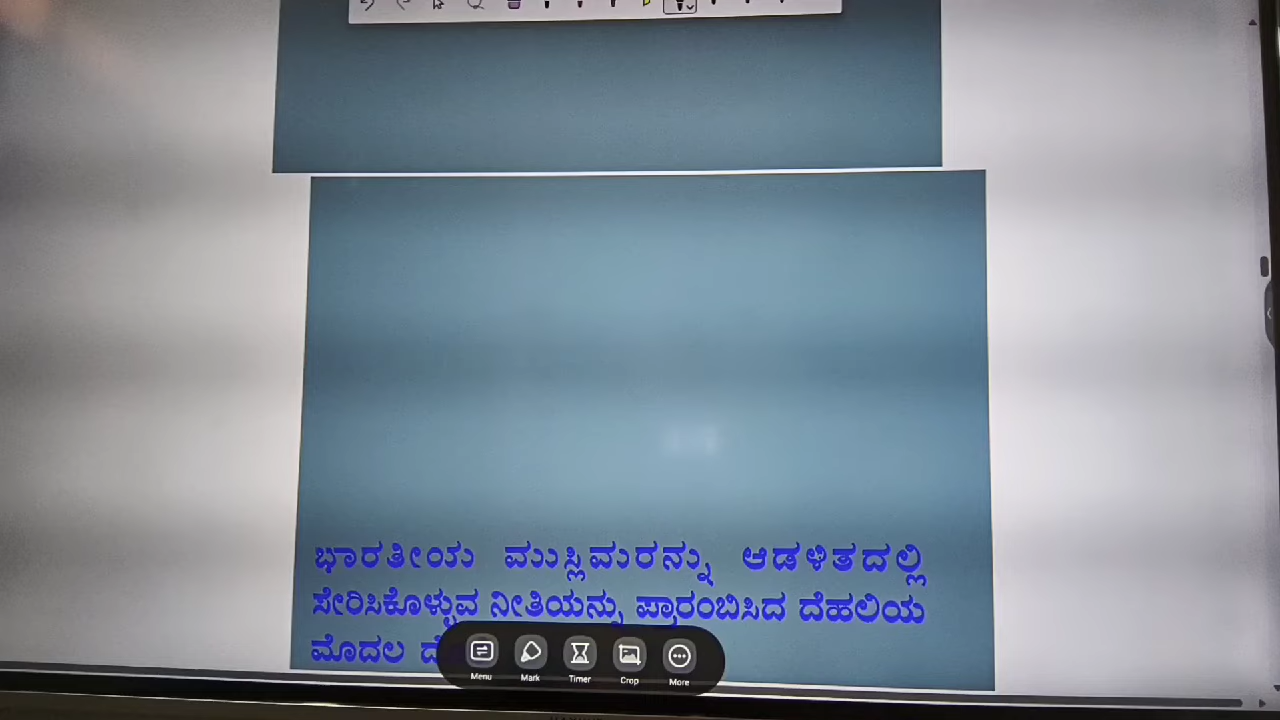 ಭಾರತೀಯ ಮುಸ್ಲಿಮರನ್ನು ಆಡಳಿತದಲ್ಲಿ
ಸೇರಿಸಿಕೊಳ್ಳುವ ನೀತಿಯನ್ನು ಪ್ರಾರಂಬಿಸಿದ ದೆಹಲಿಯ
ಮೊದಲ
Menu Mark Timer Crop More